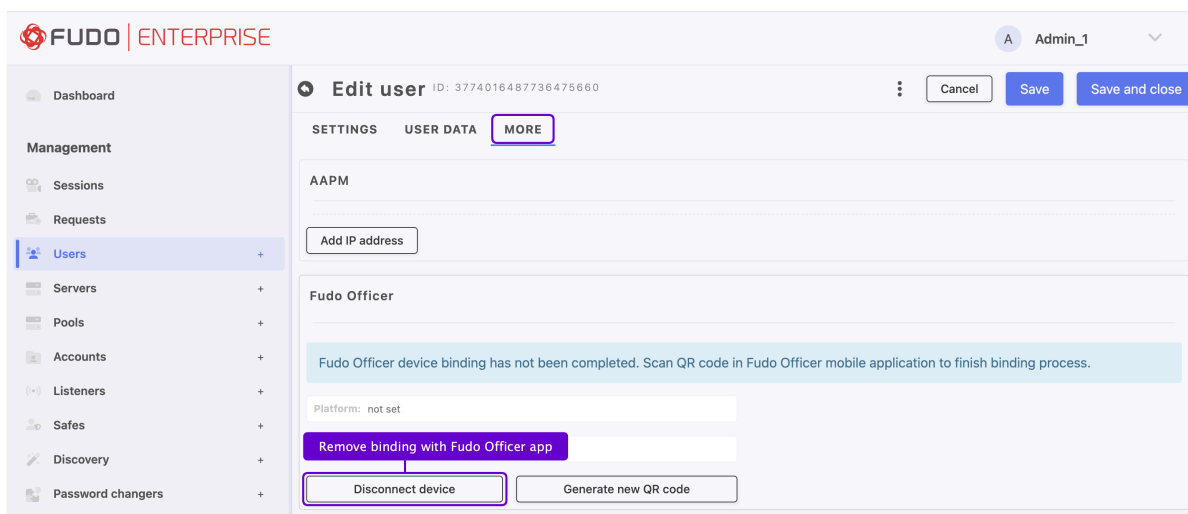 FUDO ENTERPRISE
A Admin_1
Dashboard
Edit user ID: 3774016487736475660
Cancel
Save
Save and close
SETTINGS USER DATA MORE
Management
AAPM
Sessions
Requests
Add IP address
Users +
Servers +
Fudo Officer
Pools +
Accounts +
Fudo Officer device binding has not been completed. Scan QR code in Fudo Officer mobile application to finish binding process.
Listeners +
Platform: not set
Safes +
Remove binding with Fudo Officer app
Discovery +
Disconnect device
Generate new QR code
Password changers +